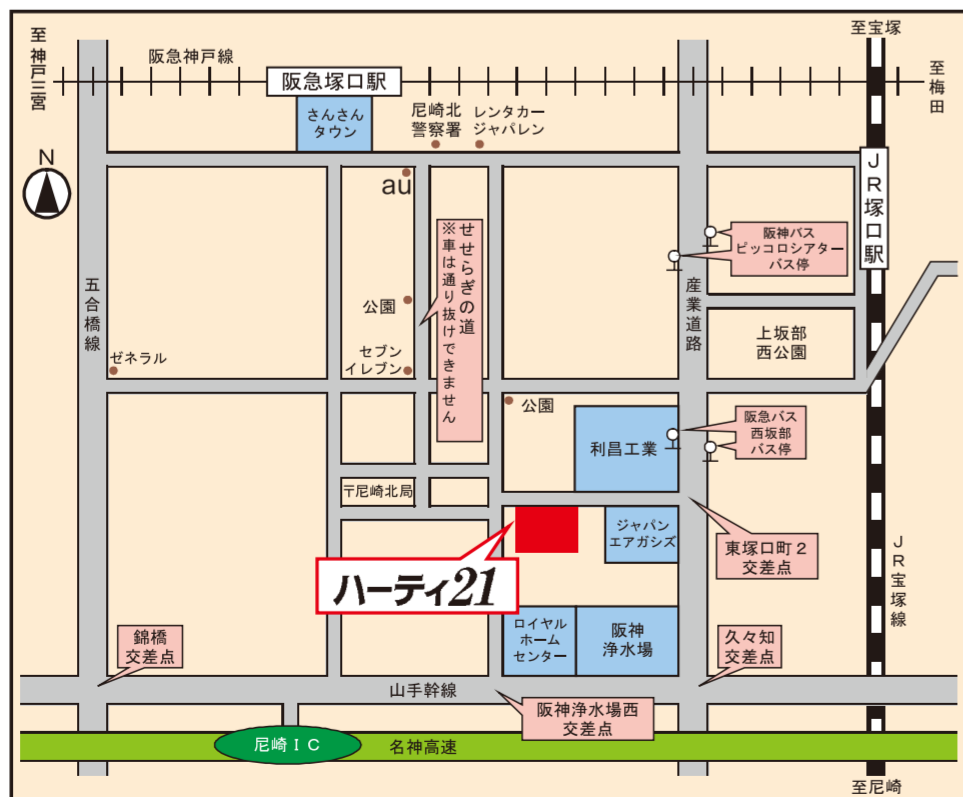 至神戸三宮
阪急神戸線
阪急塚口駅
至宝塚
至梅田
さんさん
タウン
尼崎北
警察署
レンタカー
ジャパレン
N
au
JR塚口駅
せせらぎの道
※車は通り抜けできません
阪神バス
ピッコロシアター
バス停
五合橋線
産業道路
公園
上坂部
西公園
ゼネラル
セブン
イレブン
公園
利昌工業
阪急バス
西坂部
バス停
〒尼崎北局
ジャパン
エアガシズ
東塚口町2
交差点
JR宝塚線
ハーティ21
錦橋
交差点
ロイヤル
ホーム
センター
阪神
浄水場
久々知
交差点
山手幹線
阪神浄水場西
交差点
尼崎IC
名神高速
至尼崎